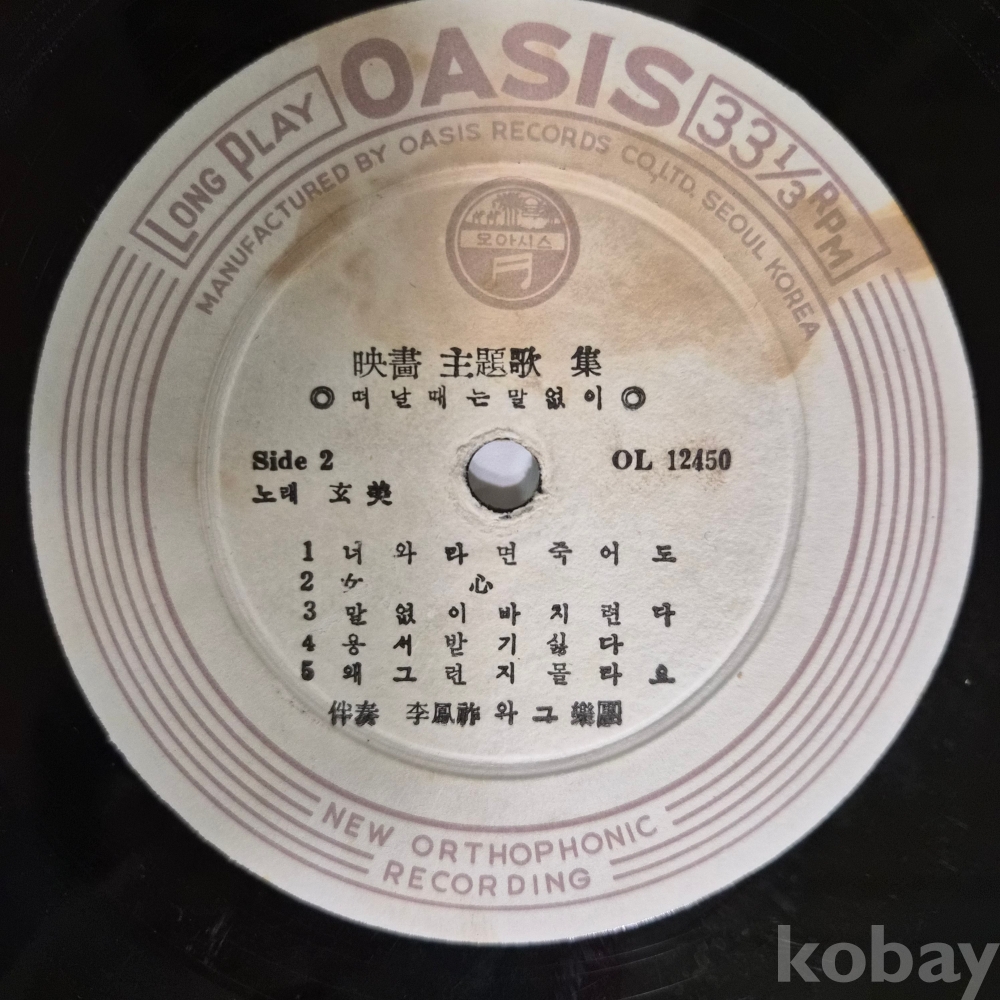 LONG PLAY OASIS 33 1/3 RPM
MANUFACTURED BY OASIS RECORDS CO., LTD. SEOUL KOREA
오아시스
映畵 主題歌 集
◎ 떠날때는말없이 ◎
Side 2 OL 12450
노래 玄美
1 너와라면죽어도
2 女心
3 말없이바치련다
4 용서받기싫다
5 왜그런지몰라요
伴奏 李鳳祚와 그 樂團
NEW ORTHOPHONIC
RECORDING
kobay